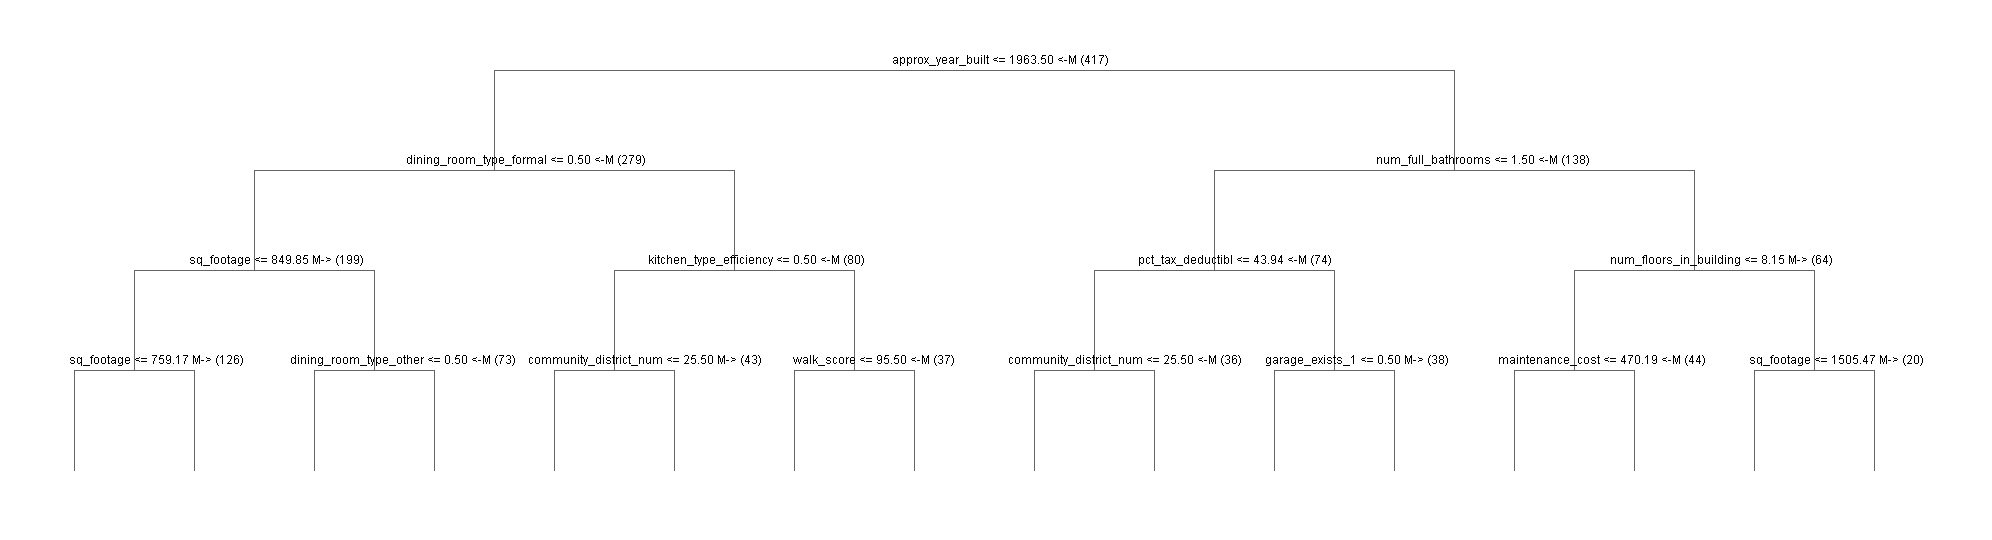 approx_year_built <= 1963.50 <-M (417)
dining_room_type_formal <= 0.50 <-M (279)
num_full_bathrooms <= 1.50 <-M (138)
sq_footage <= 849.85 M-> (199)
kitchen_type_efficiency <= 0.50 <-M (80)
pct_tax_deductibl <= 43.94 <-M (74)
num_floors_in_building <= 8.15 M-> (64)
sq_footage <= 759.17 M-> (126)
dining_room_type_other <= 0.50 <-M (73)
community_district_num <= 25.50 M-> (43)
walk_score <= 95.50 <-M (37)
community_district_num <= 25.50 <-M (36)
garage_exists_1 <= 0.50 M-> (38)
maintenance_cost <= 470.19 <-M (44)
sq_footage <= 1505.47 M-> (20)